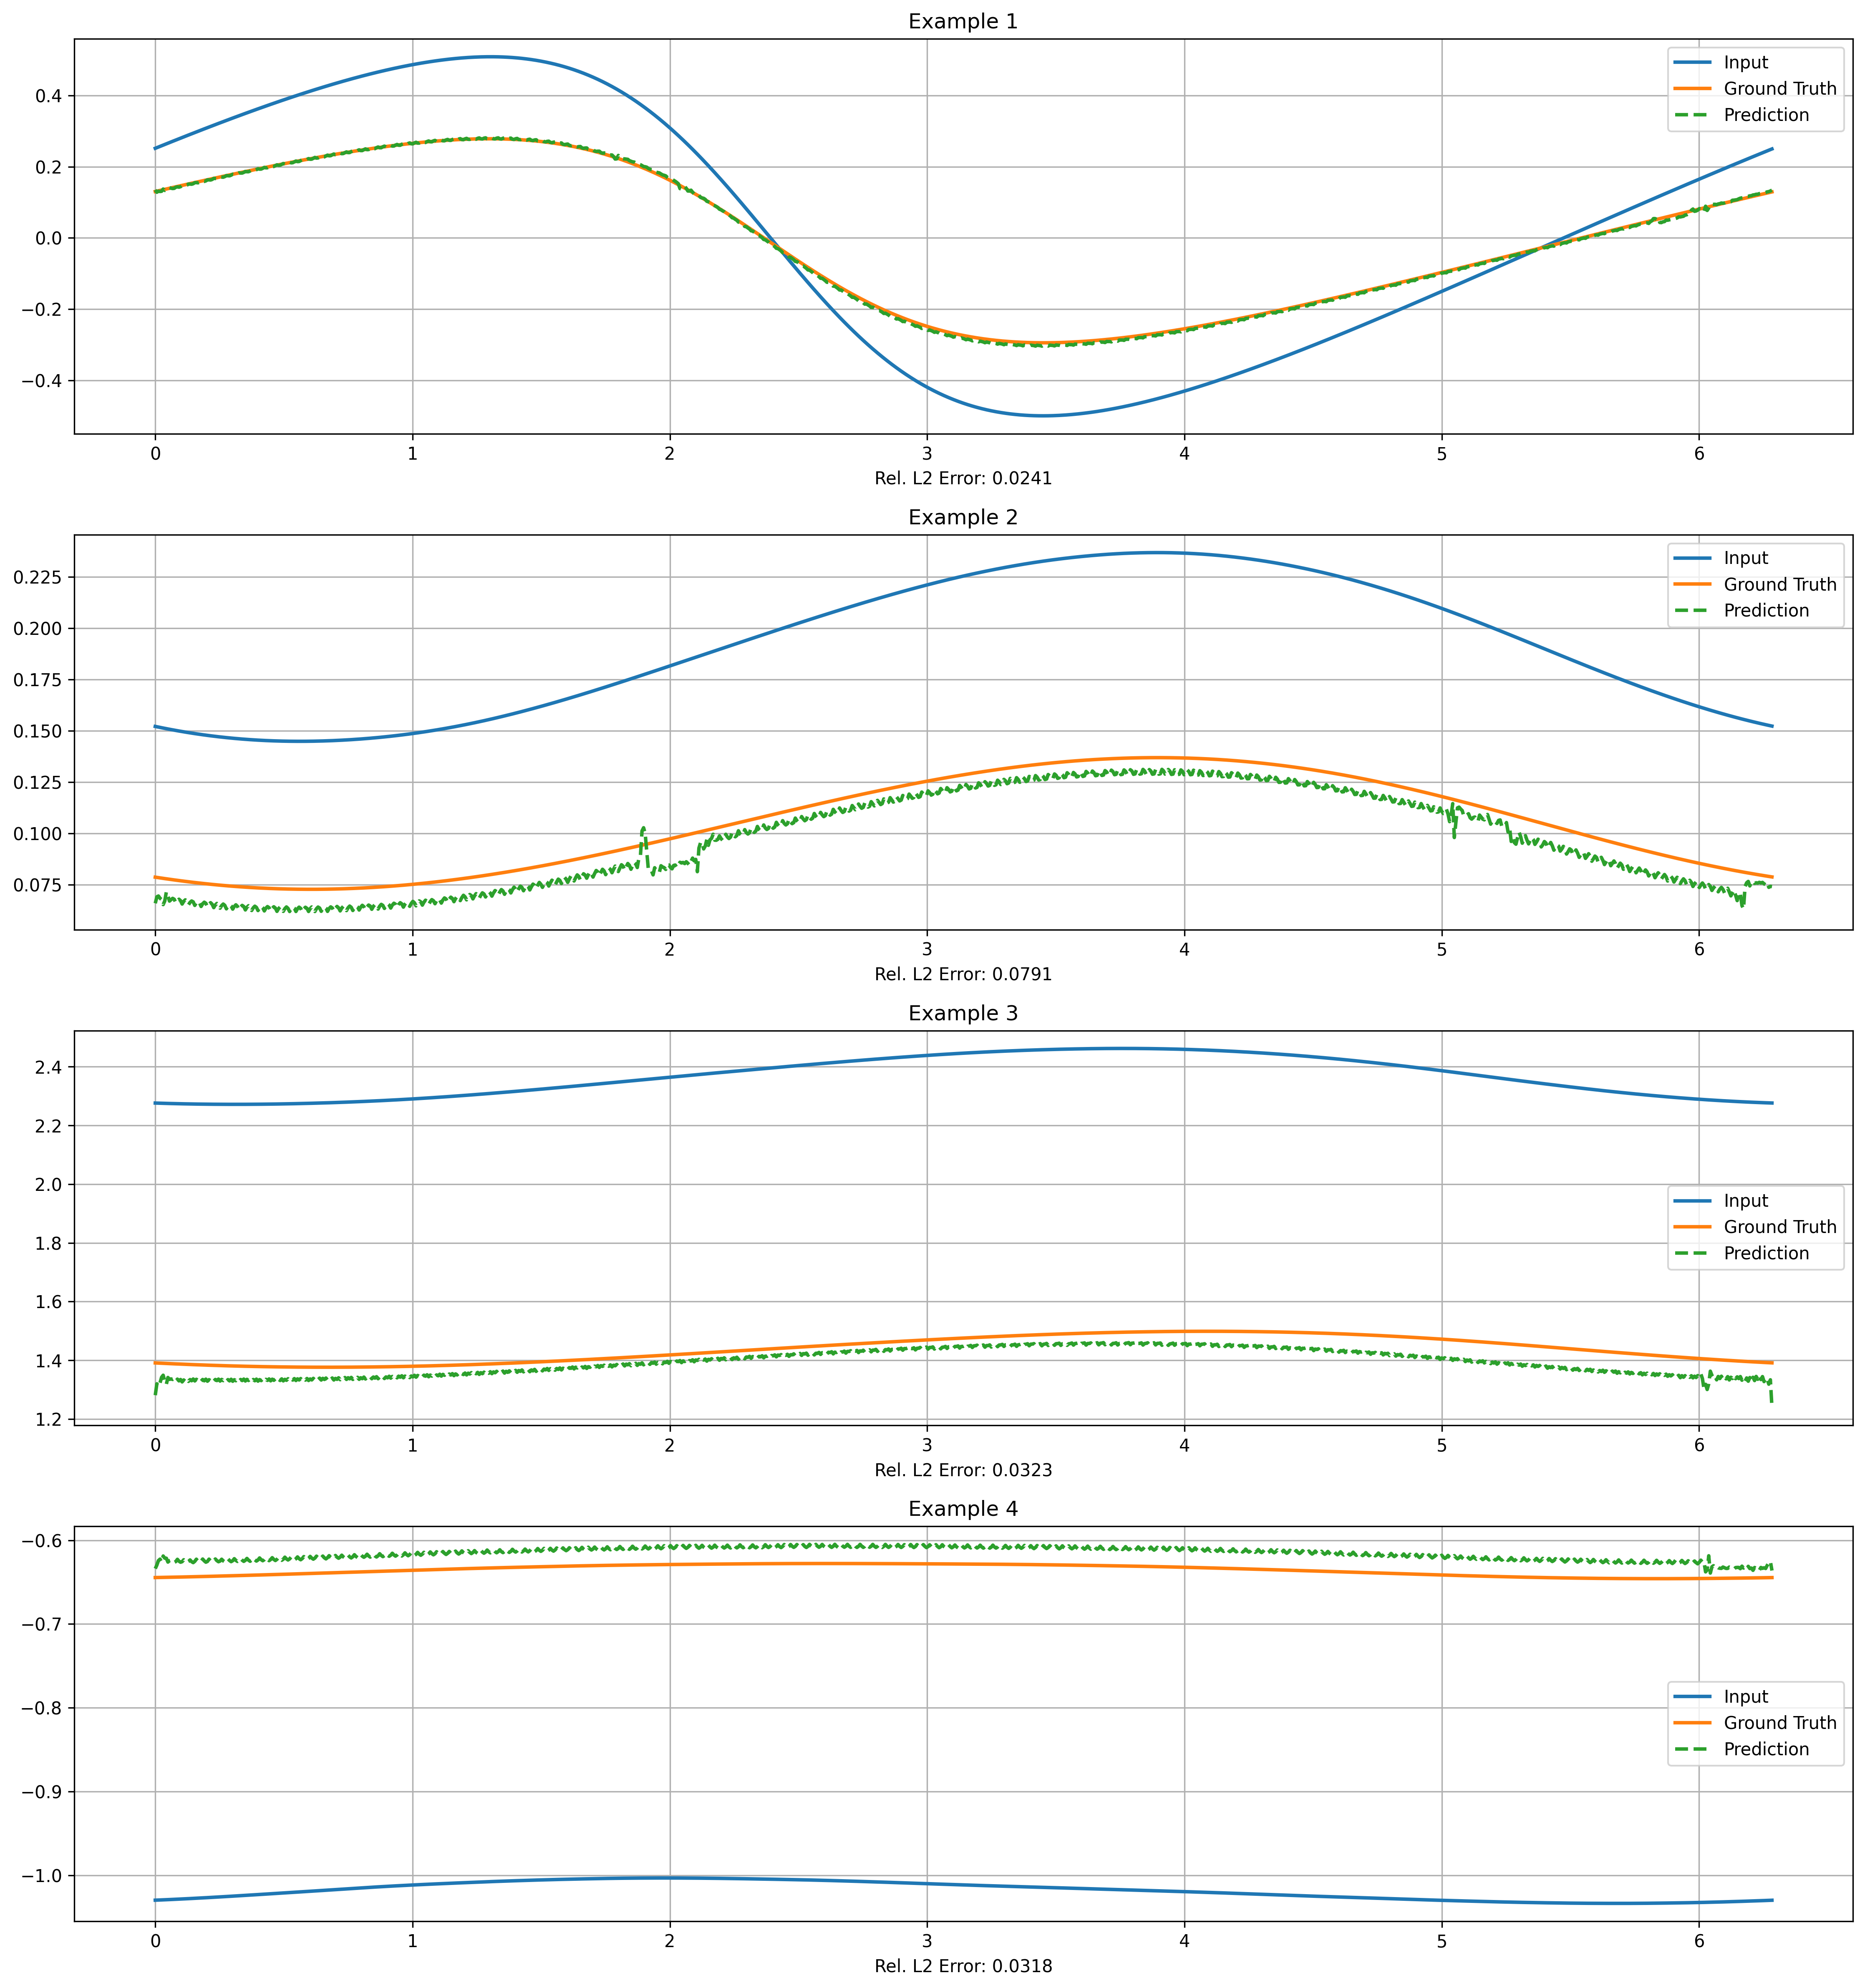 Example 1
0.4
0.2
0.0
−0.2
−0.4
Input
Ground Truth
Prediction
0 1 2 3 4 5 6
Rel. L2 Error: 0.0241
Example 2
0.225
0.200
0.175
0.150
0.125
0.100
0.075
Input
Ground Truth
Prediction
0 1 2 3 4 5 6
Rel. L2 Error: 0.0791
Example 3
2.4
2.2
2.0
1.8
1.6
1.4
1.2
Input
Ground Truth
Prediction
0 1 2 3 4 5 6
Rel. L2 Error: 0.0323
Example 4
−0.6
−0.7
−0.8
−0.9
−1.0
Input
Ground Truth
Prediction
0 1 2 3 4 5 6
Rel. L2 Error: 0.0318